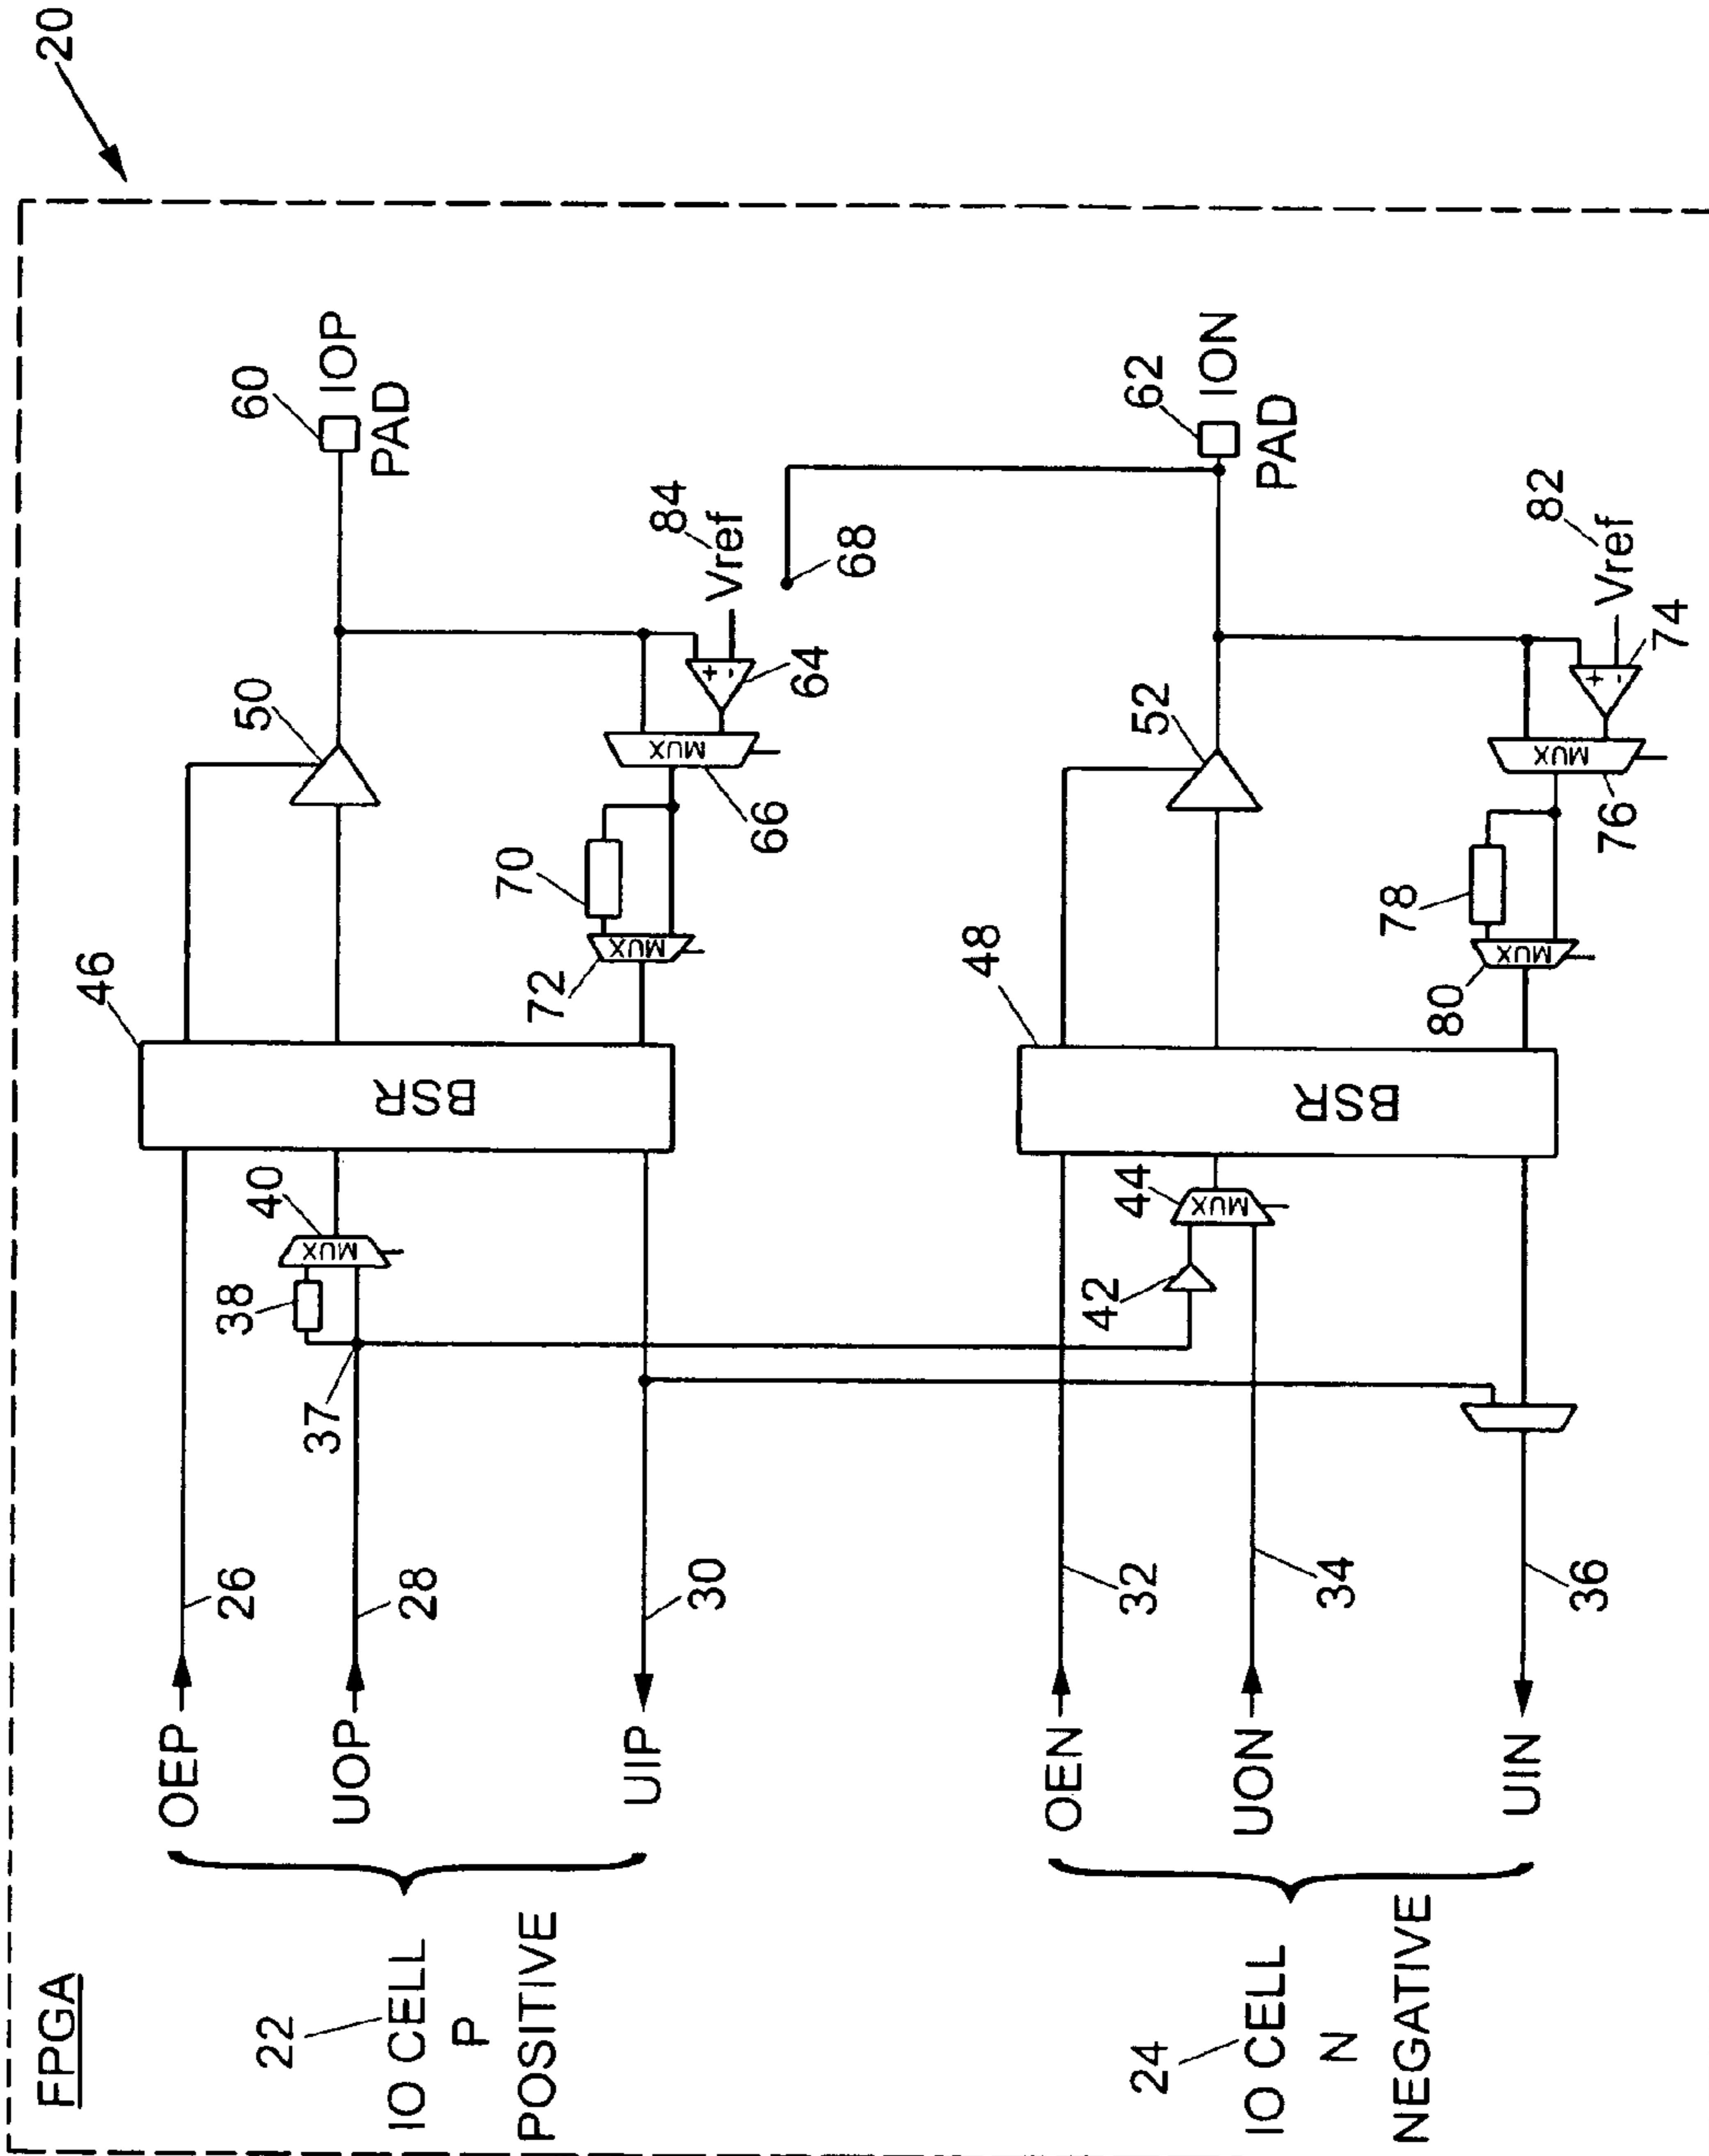 FPGA
20
22
IO CELL
P
POSITIVE
OEP
UOP
UIP
26
28
30
37
38
40
MUX
46
BSR
50
60
IOP
PAD
70
72
MUX
66
MUX
+
-
64
Vref
84
68
24
IO CELL
N
NEGATIVE
OEN
UON
UIN
32
34
36
42
44
MUX
48
BSR
52
62
ION
PAD
78
80
MUX
76
MUX
+
-
74
Vref
82